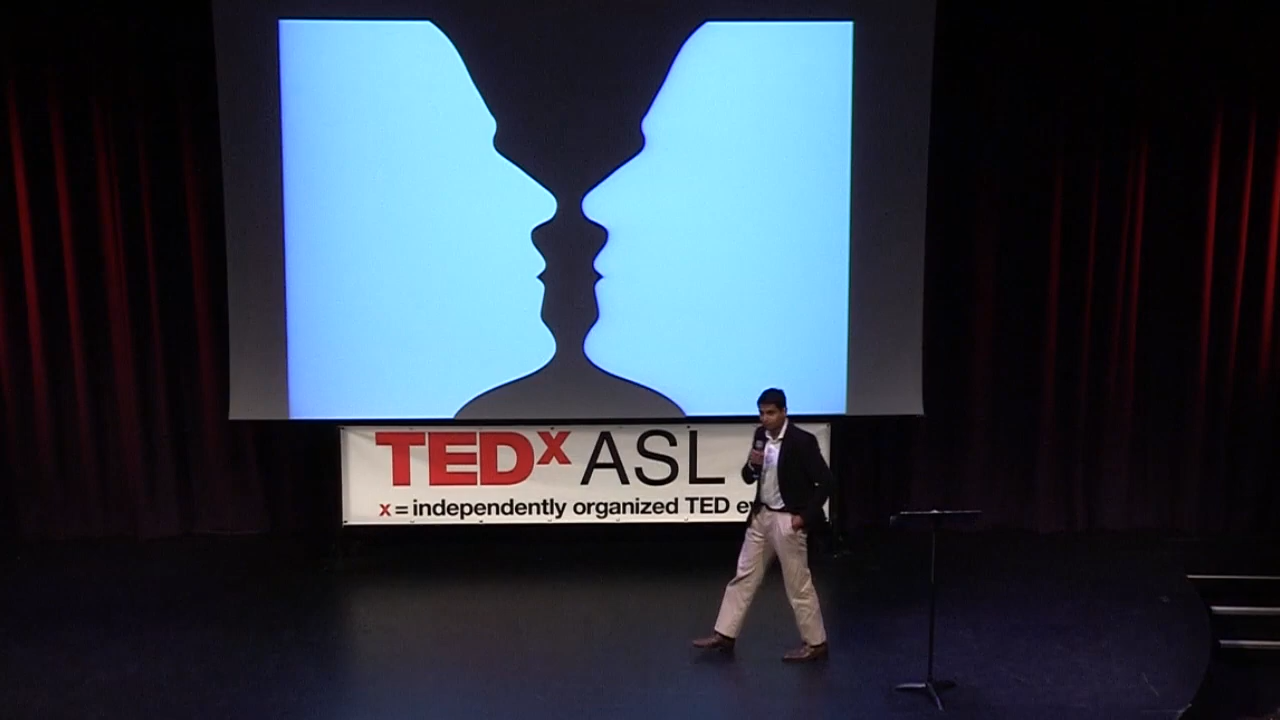 TEDx ASL
x = independently organized TED